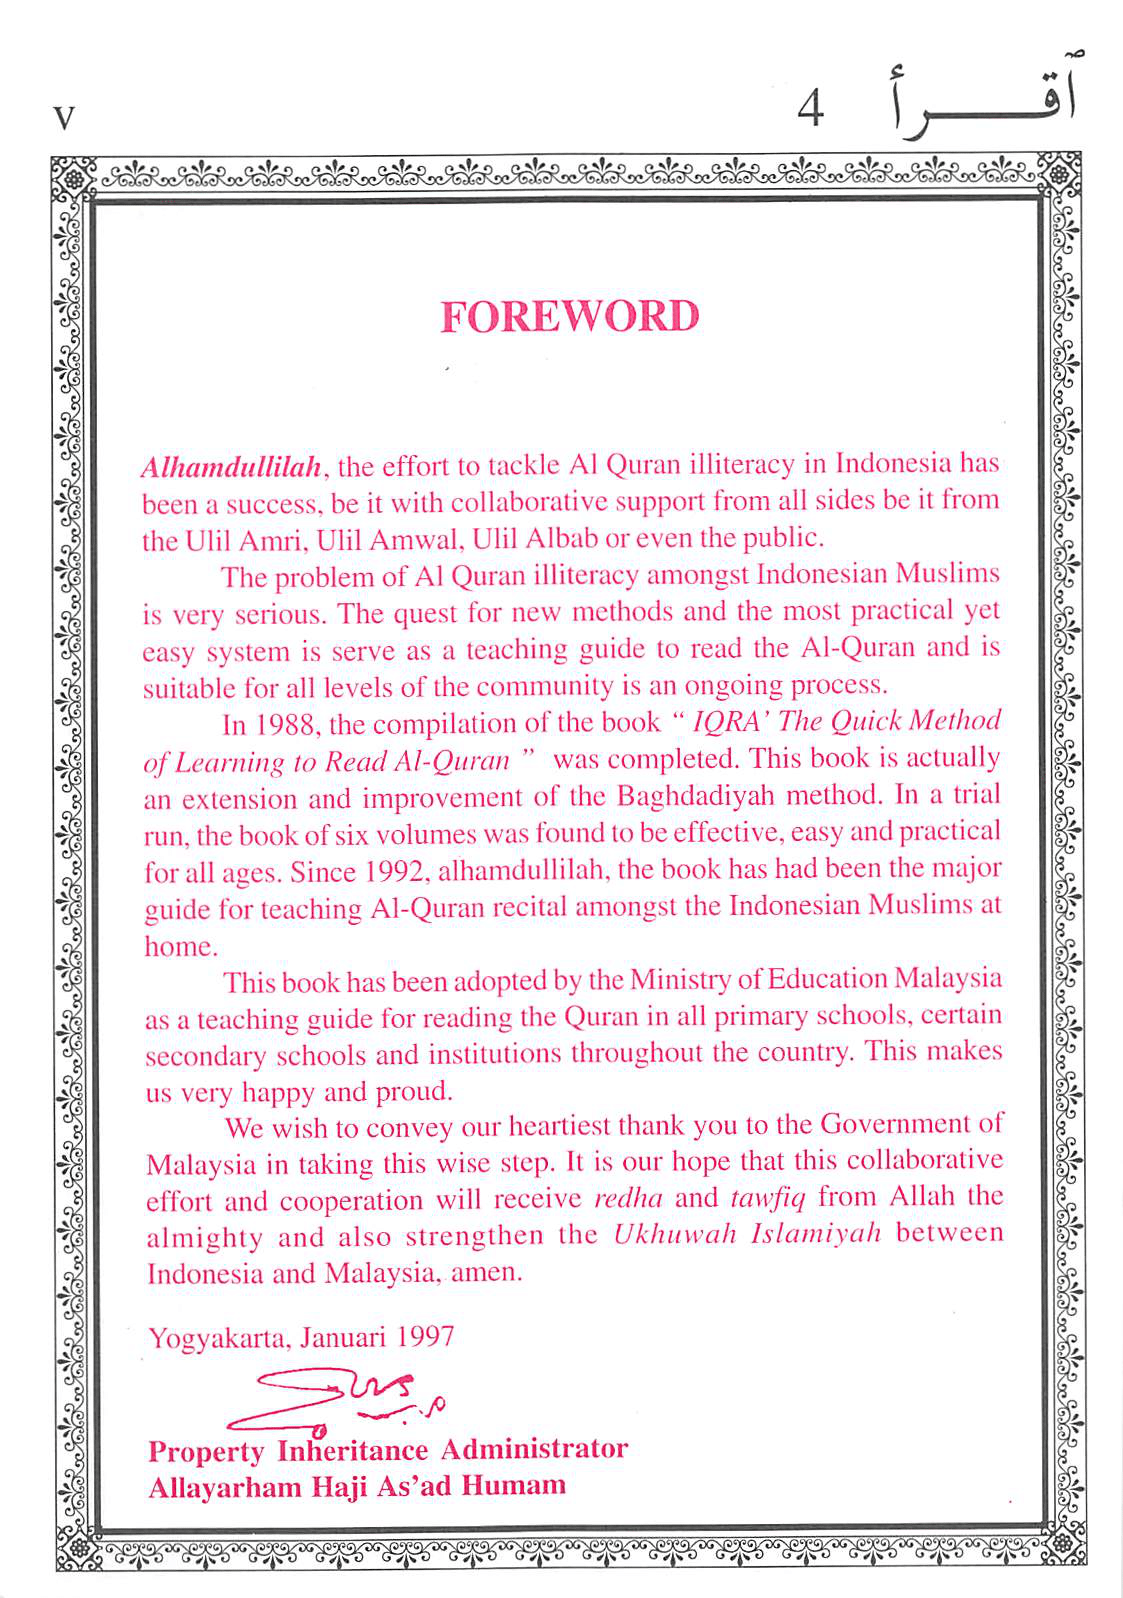 V
4
ٱقـــرأ
FOREWORD
Alhamdullilah, the effort to tackle Al Quran illiteracy in Indonesia has
been a success, be it with collaborative support from all sides be it from
the Ulil Amri, Ulil Amwal, Ulil Albab or even the public.
The problem of Al Quran illiteracy amongst Indonesian Muslims
is very serious. The quest for new methods and the most practical yet
easy system is serve as a teaching guide to read the Al-Quran and is
suitable for all levels of the community is an ongoing process.
In 1988, the compilation of the book “ IQRA’ The Quick Method
of Learning to Read Al-Quran ” was completed. This book is actually
an extension and improvement of the Baghdadiyah method. In a trial
run, the book of six volumes was found to be effective, easy and practical
for all ages. Since 1992, alhamdullilah, the book has had been the major
guide for teaching Al-Quran recital amongst the Indonesian Muslims at
home.
This book has been adopted by the Ministry of Education Malaysia
as a teaching guide for reading the Quran in all primary schools, certain
secondary schools and institutions throughout the country. This makes
us very happy and proud.
We wish to convey our heartiest thank you to the Government of
Malaysia in taking this wise step. It is our hope that this collaborative
effort and cooperation will receive redha and tawfiq from Allah the
almighty and also strengthen the Ukhuwah Islamiyah between
Indonesia and Malaysia, amen.
Yogyakarta, Januari 1997
Property Inheritance Administrator
Allayarham Haji As’ad Humam